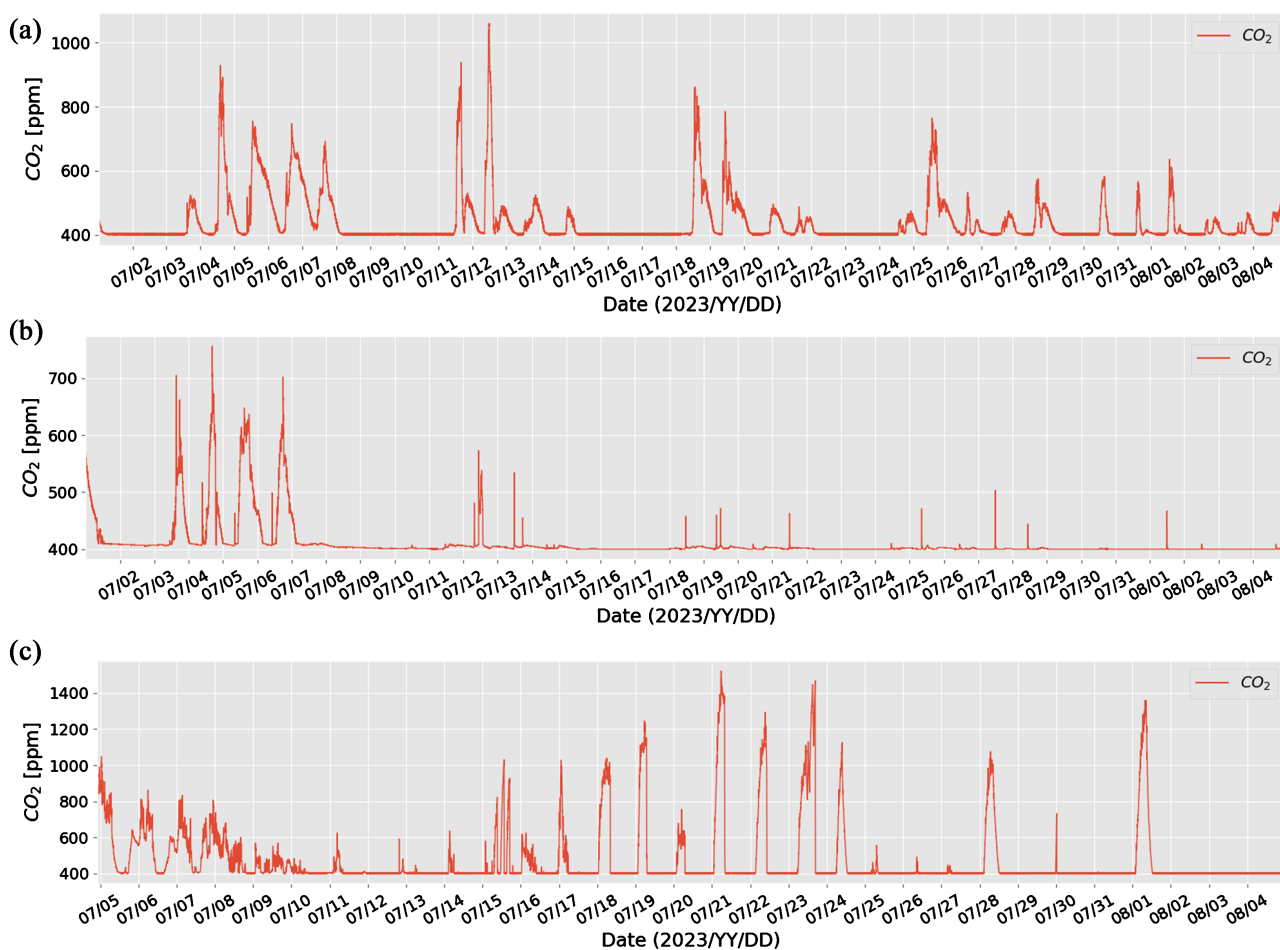 (a)
CO2
1000
800
600
400
CO2 [ppm]
07/02 07/03 07/04 07/05 07/06 07/07 07/08 07/09 07/10 07/11 07/12 07/13 07/14 07/15 07/16 07/17 07/18 07/19 07/20 07/21 07/22 07/23 07/24 07/25 07/26 07/27 07/28 07/29 07/30 07/31 08/01 08/02 08/03 08/04
Date (2023/YY/DD)
(b)
CO2
700
600
500
400
CO2 [ppm]
07/02 07/03 07/04 07/05 07/06 07/07 07/08 07/09 07/10 07/11 07/12 07/13 07/14 07/15 07/16 07/17 07/18 07/19 07/20 07/21 07/22 07/23 07/24 07/25 07/26 07/27 07/28 07/29 07/30 07/31 08/01 08/02 08/03 08/04
Date (2023/YY/DD)
(c)
CO2
1400
1200
1000
800
600
400
CO2 [ppm]
07/05 07/06 07/07 07/08 07/09 07/10 07/11 07/12 07/13 07/14 07/15 07/16 07/17 07/18 07/19 07/20 07/21 07/22 07/23 07/24 07/25 07/26 07/27 07/28 07/29 07/30 07/31 08/01 08/02 08/03 08/04
Date (2023/YY/DD)